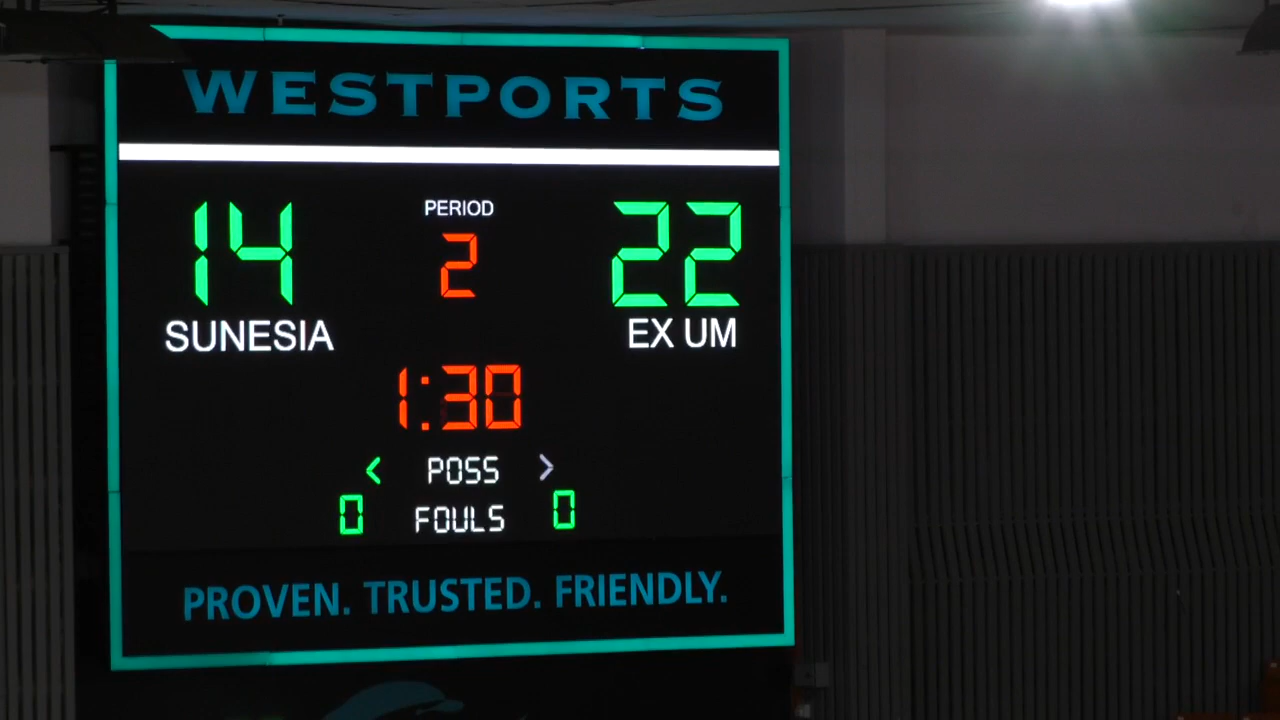 WESTPORTS
14 PERIOD 22
2
SUNESIA EX UM
1:30
< POSS >
0 FOULS 0
PROVEN. TRUSTED. FRIENDLY.